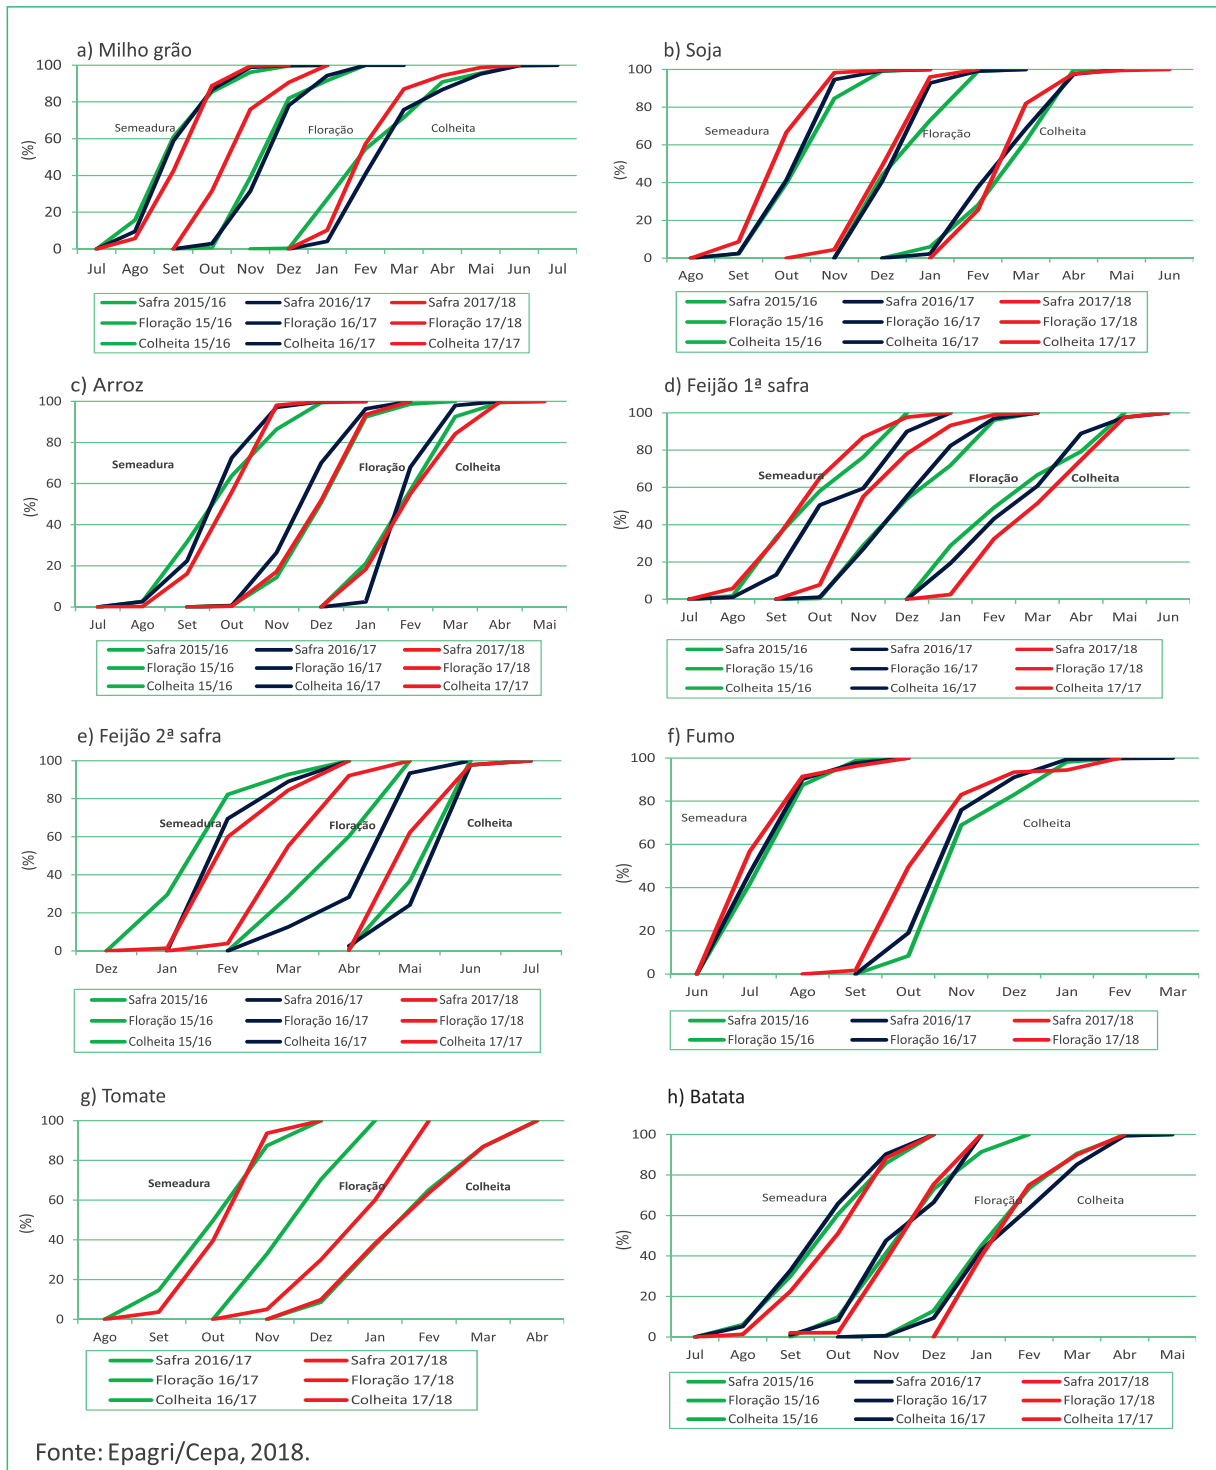 a) Milho grão
100
80
60
40
20
0
(%)
Semeadura
Floração
Colheita
Jul Ago Set Out Nov Dez Jan Fev Mar Abr Mai Jun Jul
Safra 2015/16 Safra 2016/17 Safra 2017/18
Floração 15/16 Floração 16/17 Floração 17/18
Colheita 15/16 Colheita 16/17 Colheita 17/17
b) Soja
100
80
60
40
20
0
(%)
Semeadura
Floração
Colheita
Ago Set Out Nov Dez Jan Fev Mar Abr Mai Jun
Safra 2015/16 Safra 2016/17 Safra 2017/18
Floração 15/16 Floração 16/17 Floração 17/18
Colheita 15/16 Colheita 16/17 Colheita 17/17
c) Arroz
100
80
60
40
20
0
(%)
Semeadura
Floração
Colheita
Jul Ago Set Out Nov Dez Jan Fev Mar Abr Mai
Safra 2015/16 Safra 2016/17 Safra 2017/18
Floração 15/16 Floração 16/17 Floração 17/18
Colheita 15/16 Colheita 16/17 Colheita 17/17
d) Feijão 1ª safra
100
80
60
40
20
0
(%)
Semeadura
Floração
Colheita
Jul Ago Set Out Nov Dez Jan Fev Mar Abr Mai Jun
Safra 2015/16 Safra 2016/17 Safra 2017/18
Floração 15/16 Floração 16/17 Floração 17/18
Colheita 15/16 Colheita 16/17 Colheita 17/17
e) Feijão 2ª safra
100
80
60
40
20
0
(%)
Semeadura
Floração
Colheita
Dez Jan Fev Mar Abr Mai Jun Jul
Safra 2015/16 Safra 2016/17 Safra 2017/18
Floração 15/16 Floração 16/17 Floração 17/18
Colheita 15/16 Colheita 16/17 Colheita 17/17
f) Fumo
100
80
60
40
20
0
(%)
Semeadura
Colheita
Jun Jul Ago Set Out Nov Dez Jan Fev Mar
Safra 2015/16 Safra 2016/17 Safra 2017/18
Floração 15/16 Floração 16/17 Floração 17/18
g) Tomate
100
80
60
40
20
0
(%)
Semeadura
Floração
Colheita
Ago Set Out Nov Dez Jan Fev Mar Abr
Safra 2016/17 Safra 2017/18
Floração 16/17 Floração 17/18
Colheita 16/17 Colheita 17/18
h) Batata
100
80
60
40
20
0
(%)
Semeadura
Floração
Colheita
Jul Ago Set Out Nov Dez Jan Fev Mar Abr Mai
Safra 2015/16 Safra 2016/17 Safra 2017/18
Floração 15/16 Floração 16/17 Floração 17/18
Colheita 15/16 Colheita 16/17 Colheita 17/17
Fonte: Epagri/Cepa, 2018.